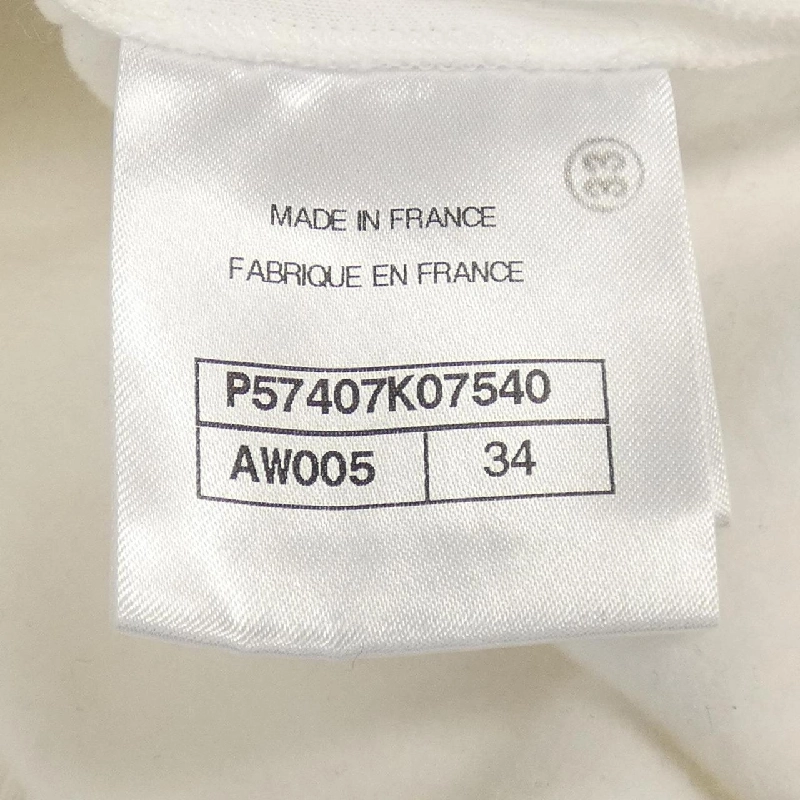 33
MADE IN FRANCE
FABRIQUE EN FRANCE
P57407K07540
AW005 34